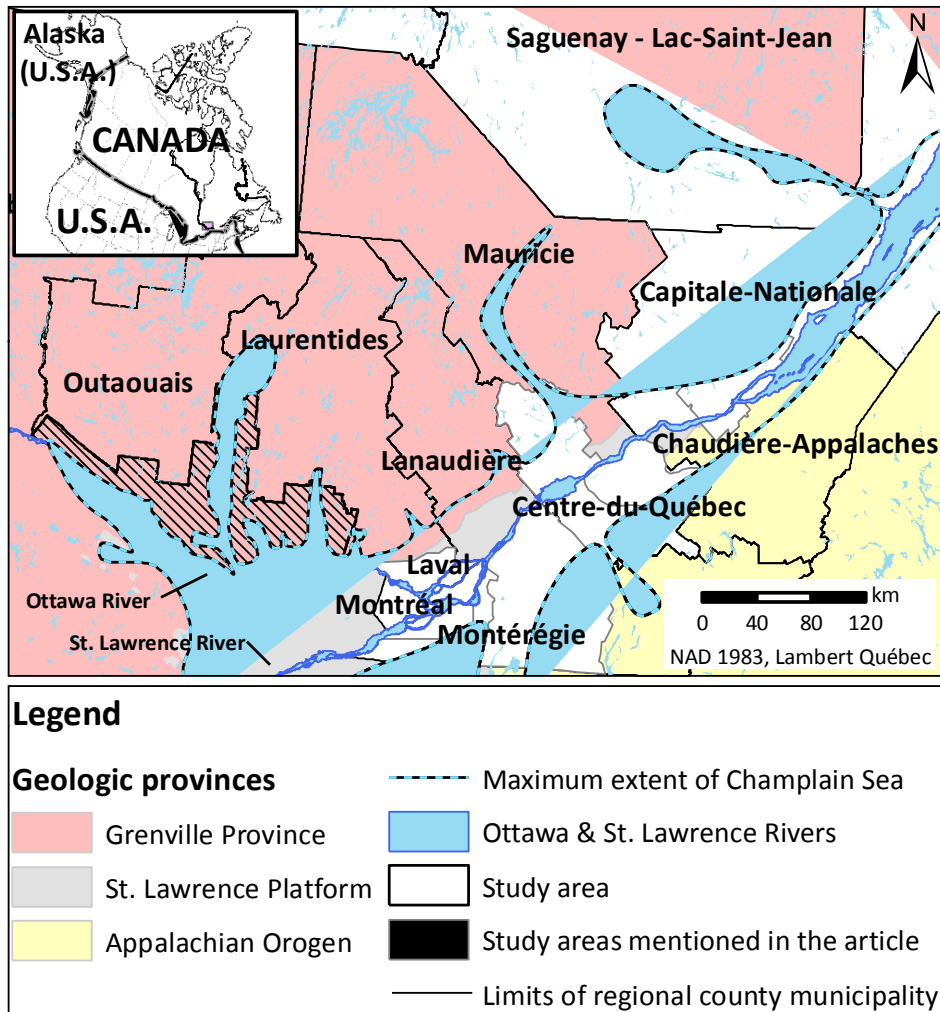 Alaska
(U.S.A.)
CANADA
U.S.A.
Saguenay - Lac-Saint-Jean
N
Mauricie
Capitale-Nationale
Laurentides
Outaouais
Lanaudière
Chaudière-Appalaches
Centre-du-Québec
Laval
Ottawa River
Montréal
St. Lawrence River
Montérégie
km
0 40 80 120
NAD 1983, Lambert Québec
Legend
Geologic provinces
Grenville Province
St. Lawrence Platform
Appalachian Orogen
Maximum extent of Champlain Sea
Ottawa & St. Lawrence Rivers
Study area
Study areas mentioned in the article
Limits of regional county municipality